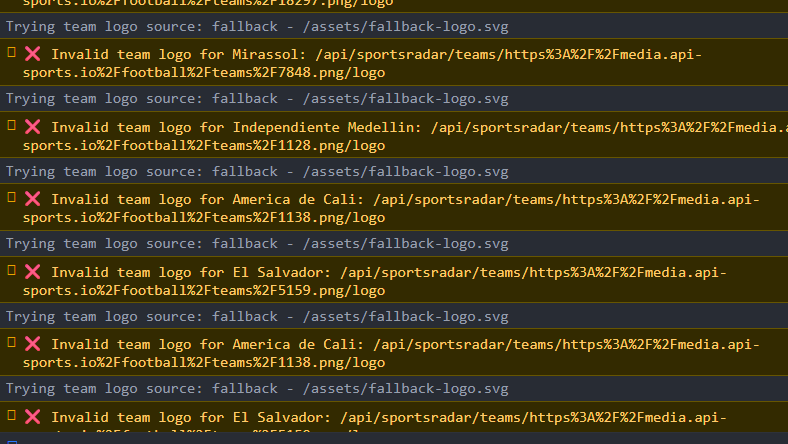 sports.io%2Ffootball%2Fteams%2F18297.png/logo
Trying team logo source: fallback - /assets/fallback-logo.svg
❌ Invalid team logo for Mirassol: /api/sportsradar/teams/https%3A%2F%2Fmedia.api-
sports.io%2Ffootball%2Fteams%2F7848.png/logo
Trying team logo source: fallback - /assets/fallback-logo.svg
❌ Invalid team logo for Independiente Medellin: /api/sportsradar/teams/https%3A%2F%2Fmedia.a
sports.io%2Ffootball%2Fteams%2F1128.png/logo
Trying team logo source: fallback - /assets/fallback-logo.svg
❌ Invalid team logo for America de Cali: /api/sportsradar/teams/https%3A%2F%2Fmedia.api-
sports.io%2Ffootball%2Fteams%2F1138.png/logo
Trying team logo source: fallback - /assets/fallback-logo.svg
❌ Invalid team logo for El Salvador: /api/sportsradar/teams/https%3A%2F%2Fmedia.api-
sports.io%2Ffootball%2Fteams%2F5159.png/logo
Trying team logo source: fallback - /assets/fallback-logo.svg
❌ Invalid team logo for America de Cali: /api/sportsradar/teams/https%3A%2F%2Fmedia.api-
sports.io%2Ffootball%2Fteams%2F1138.png/logo
Trying team logo source: fallback - /assets/fallback-logo.svg
❌ Invalid team logo for El Salvador: /api/sportsradar/teams/https%3A%2F%2Fmedia.api-